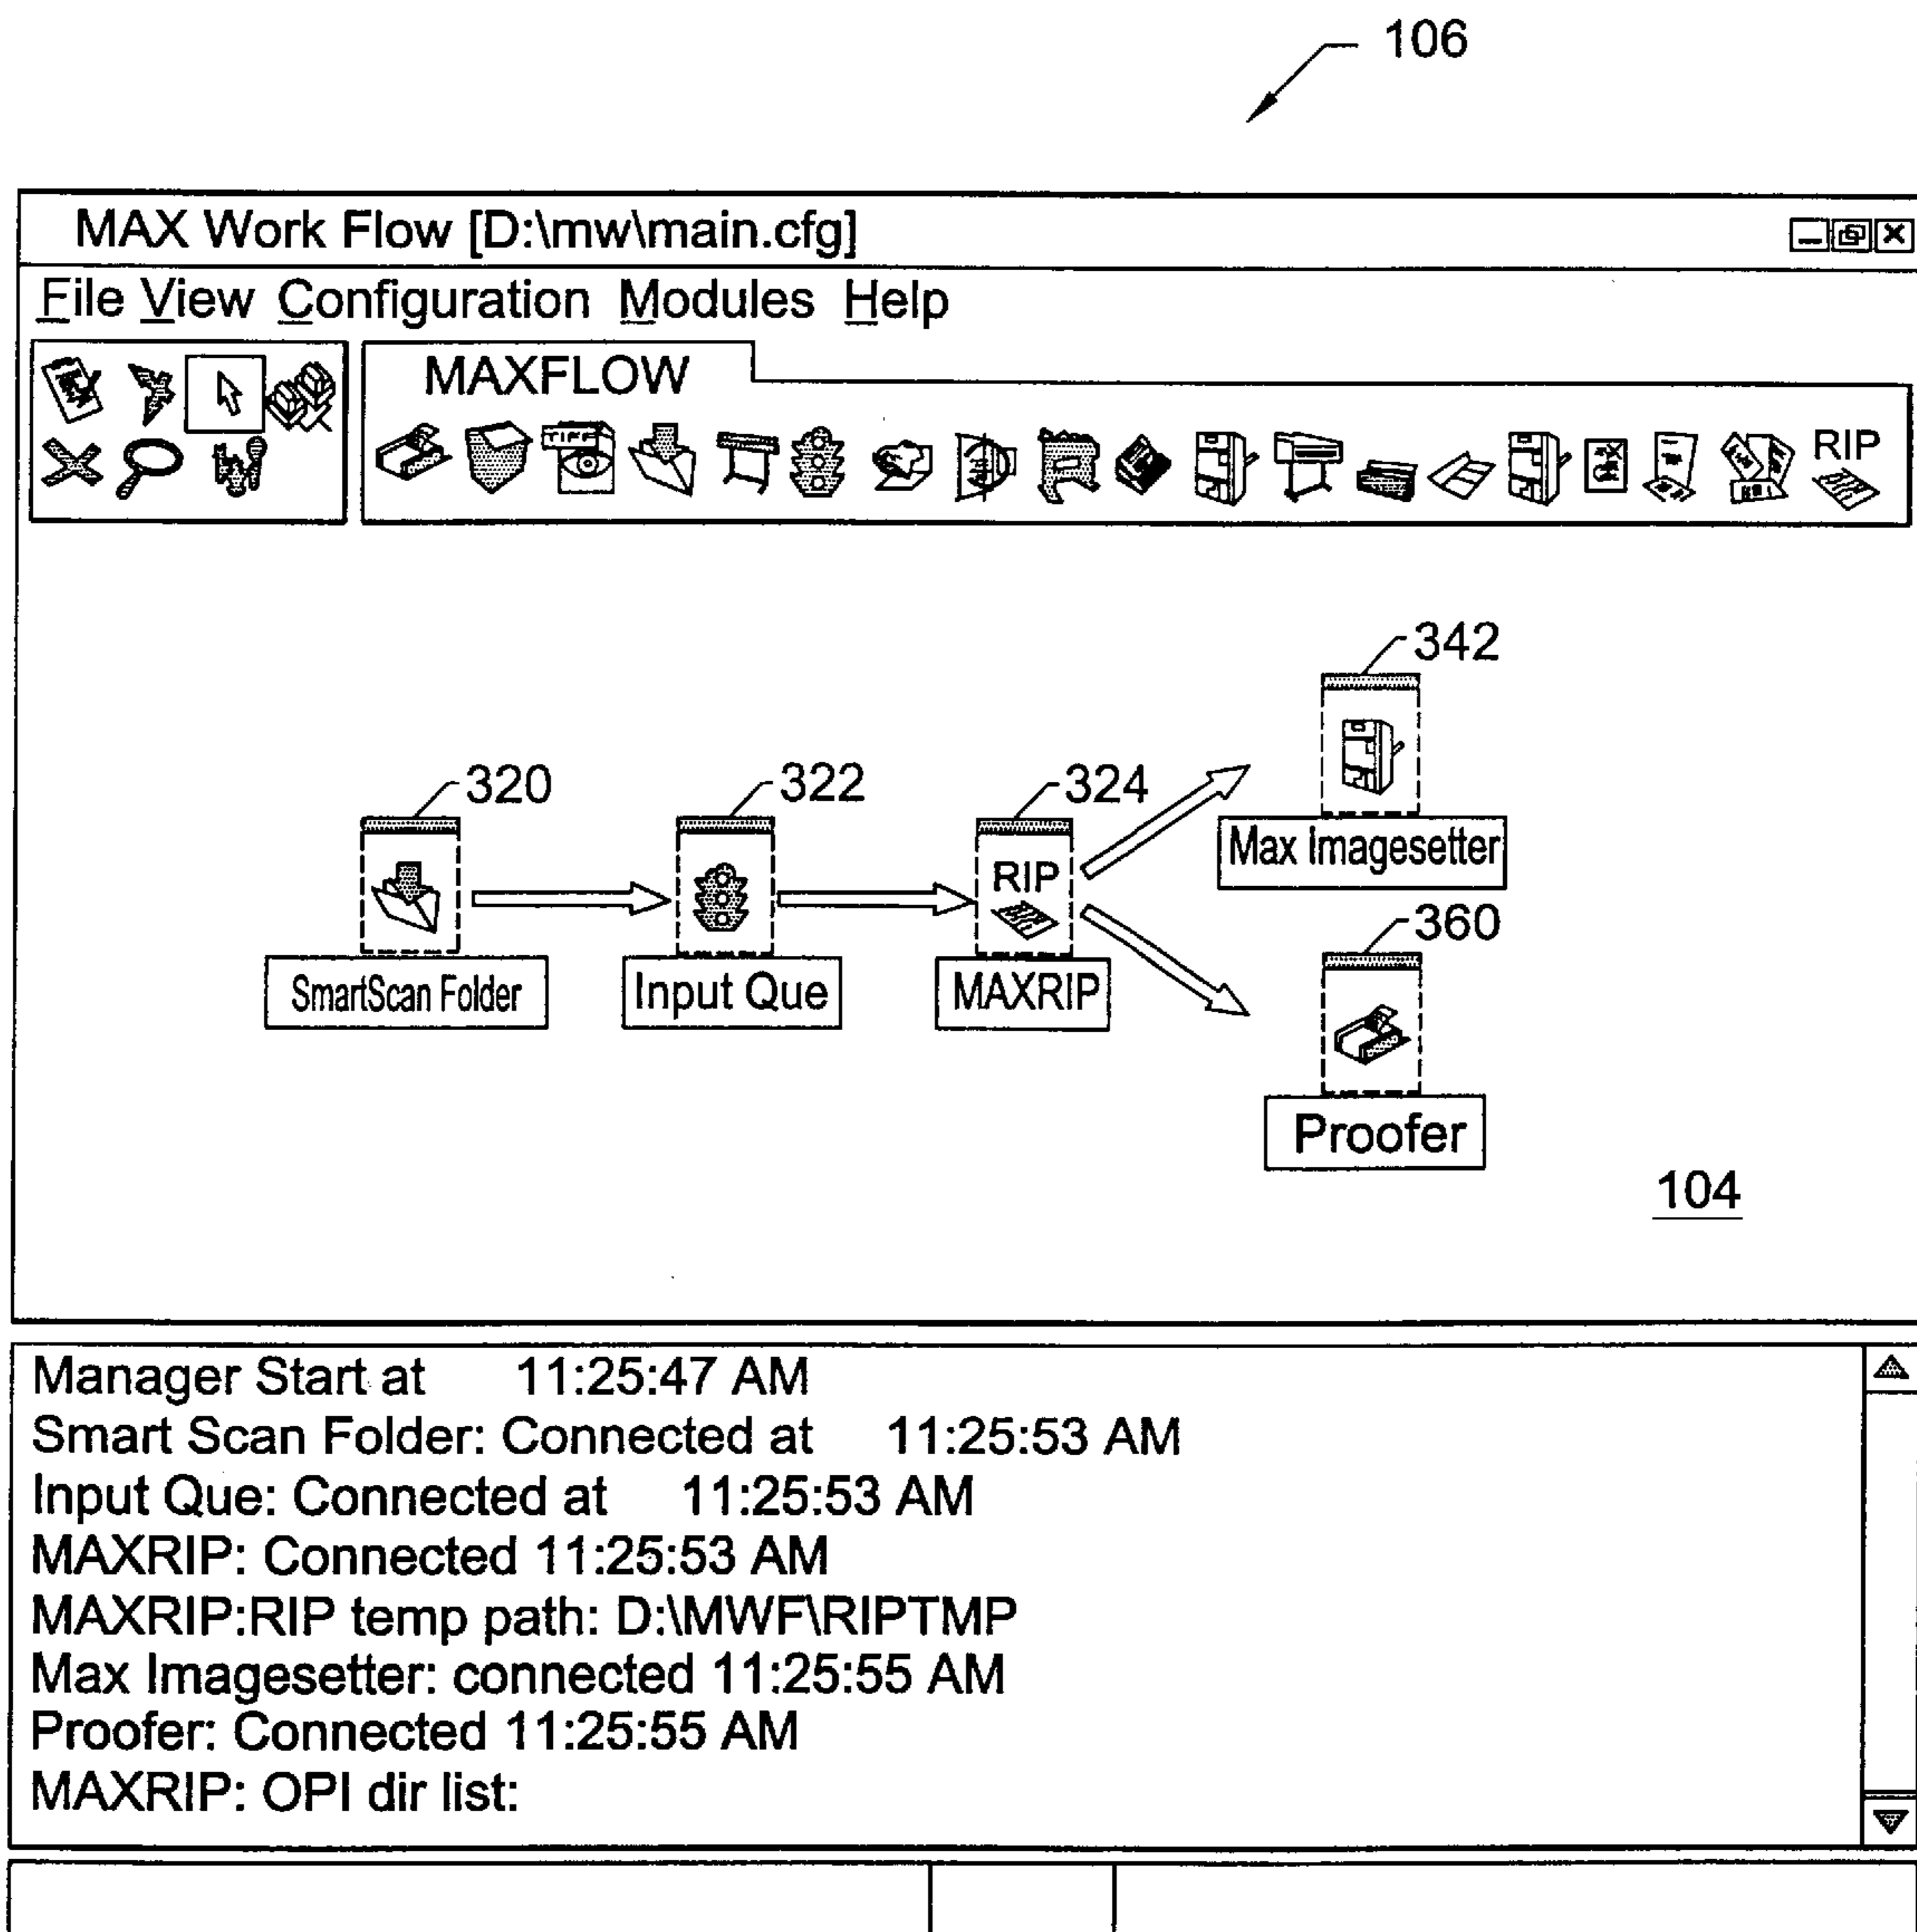 106
MAX Work Flow [D:\mw\main.cfg]
File View Configuration Modules Help
MAXFLOW
TIFF
RIP
342
320
322
324
RIP
Max Imagesetter
360
SmartScan Folder
Input Que
MAXRIP
Proofer
104
Manager Start at 11:25:47 AM
Smart Scan Folder: Connected at 11:25:53 AM
Input Que: Connected at 11:25:53 AM
MAXRIP: Connected 11:25:53 AM
MAXRIP:RIP temp path: D:\MWF\RIPTMP
Max Imagesetter: connected 11:25:55 AM
Proofer: Connected 11:25:55 AM
MAXRIP: OPI dir list: